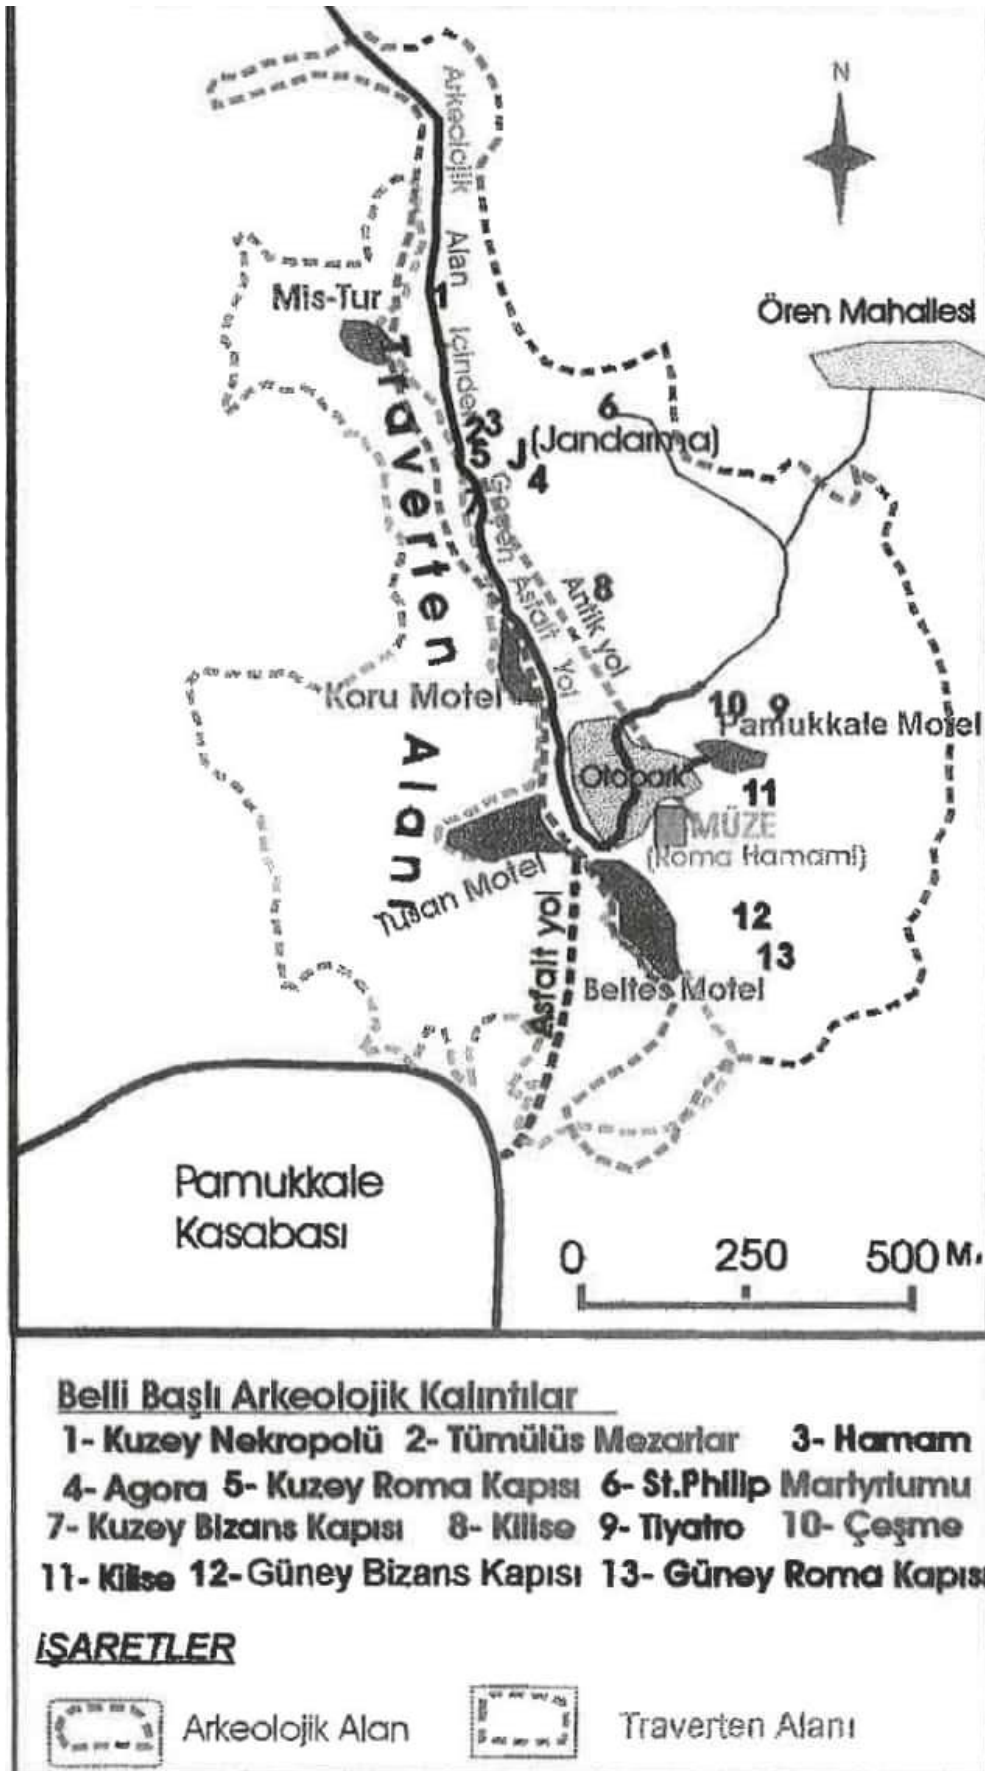 N
Arkeolojik Alan Icinden Geçen Asfalt Yol
Mis-Tur
1
Ören Mahallesi
Traverten Alanı
3
6
5
J (Jandarma)
4
8
Antik yol
Koru Motel
10 9
Pamukkale Motel
Otopark
11
MÜZE
(Roma Hamami)
Tusan Motel
12
Asfalt yol
13
Beltes Motel
Pamukkale
Kasabası
0 250 500 M.
Belli Başlı Arkeolojik Kalıntılar
1- Kuzey Nekropolü 2- Tümülüs Mezarlar 3- Hamam
4- Agora 5- Kuzey Roma Kapısı 6- St.Philip Martyriumu
7- Kuzey Bizans Kapısı 8- Kilise 9- Tiyatro 10- Çeşme
11- Kilise 12- Güney Bizans Kapısı 13- Güney Roma Kapısı
İŞARETLER
Arkeolojik Alan Traverten Alanı